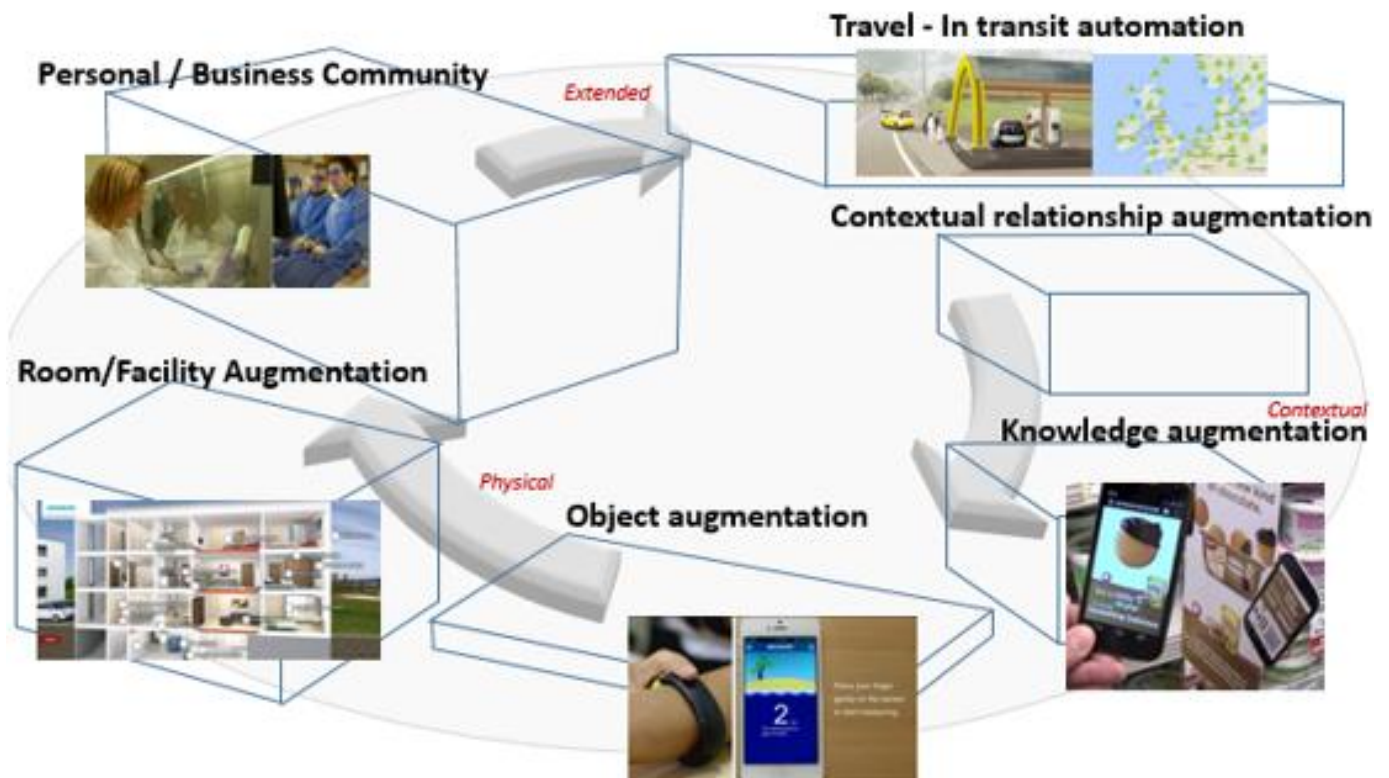 Travel - In transit automation
Personal / Business Community
Extended
Contextual relationship augmentation
Room/Facility Augmentation
Contextual
Knowledge augmentation
Physical
Object augmentation
2